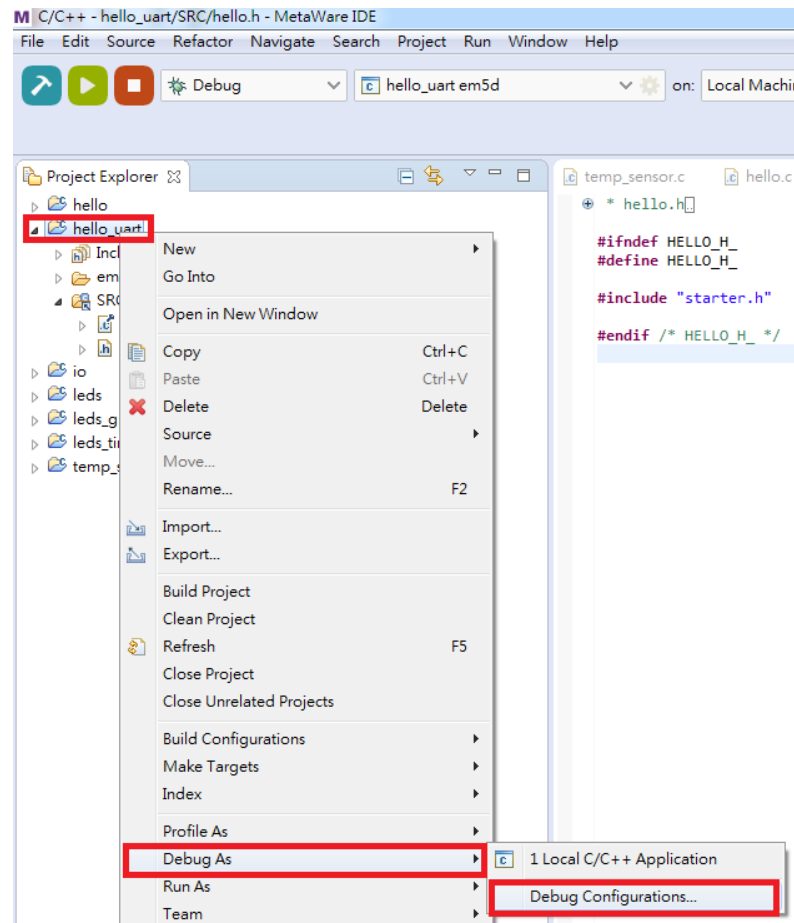 C/C++ - hello_uart/SRC/hello.h - MetaWare IDE
File Edit Source Refactor Navigate Search Project Run Window Help
Debug hello_uart em5d on: Local Machin
Project Explorer temp_sensor.c hello.c
hello
hello_uart
Incl
em
SRC
io
leds
leds_g
leds_ti
temp_s
New
Go Into
Open in New Window
Copy Ctrl+C
Paste Ctrl+V
Delete Delete
Source
Move...
Rename... F2
Import...
Export...
Build Project
Clean Project
Refresh F5
Close Project
Close Unrelated Projects
Build Configurations
Make Targets
Index
Profile As
Debug As
Run As
Team
1 Local C/C++ Application
Debug Configurations...
* hello.h
#ifndef HELLO_H_
#define HELLO_H_
#include "starter.h"
#endif /* HELLO_H_ */